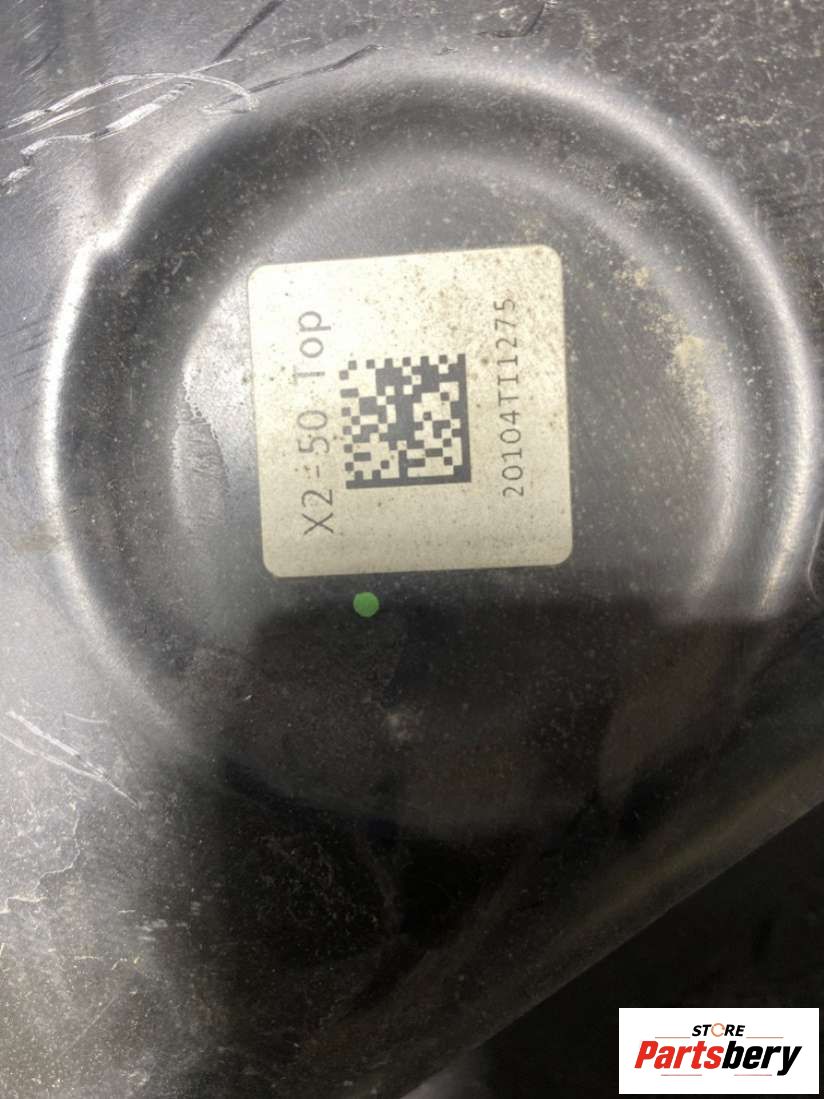 X2=50 Top
20104TI1275
STORE
Partsbery